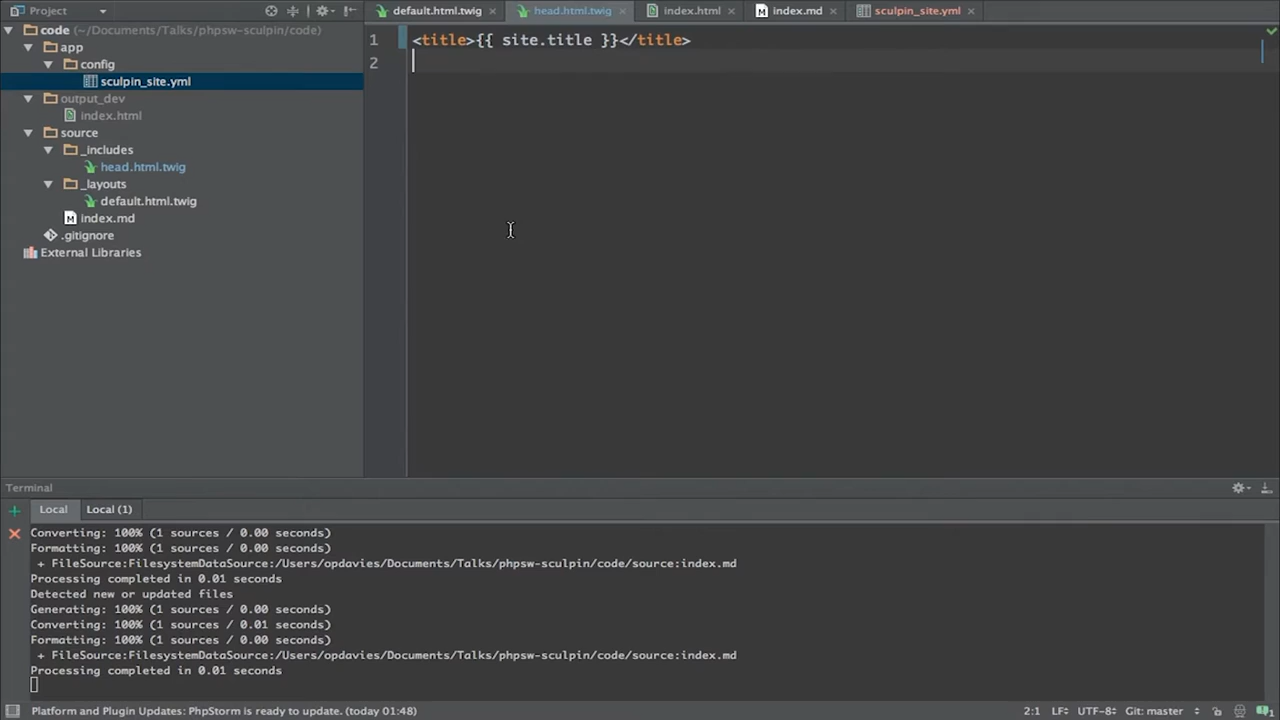 Project
default.html.twig
head.html.twig
index.html
index.md
sculpin_site.yml
code (~/Documents/Talks/phpsw-sculpin/code)
app
config
sculpin_site.yml
output_dev
index.html
source
_includes
head.html.twig
_layouts
default.html.twig
index.md
.gitignore
External Libraries
1 <title>{{ site.title }}</title>
2
Terminal
Local Local (1)
Converting: 100% (1 sources / 0.00 seconds)
Formatting: 100% (1 sources / 0.00 seconds)
+ FileSource:FilesystemDataSource:/Users/opdavies/Documents/Talks/phpsw-sculpin/code/source:index.md
Processing completed in 0.01 seconds
Detected new or updated files
Generating: 100% (1 sources / 0.00 seconds)
Converting: 100% (1 sources / 0.01 seconds)
Formatting: 100% (1 sources / 0.00 seconds)
+ FileSource:FilesystemDataSource:/Users/opdavies/Documents/Talks/phpsw-sculpin/code/source:index.md
Processing completed in 0.01 seconds
Platform and Plugin Updates: PhpStorm is ready to update. (today 01:48) 2:1 LF UTF-8 Git: master 1